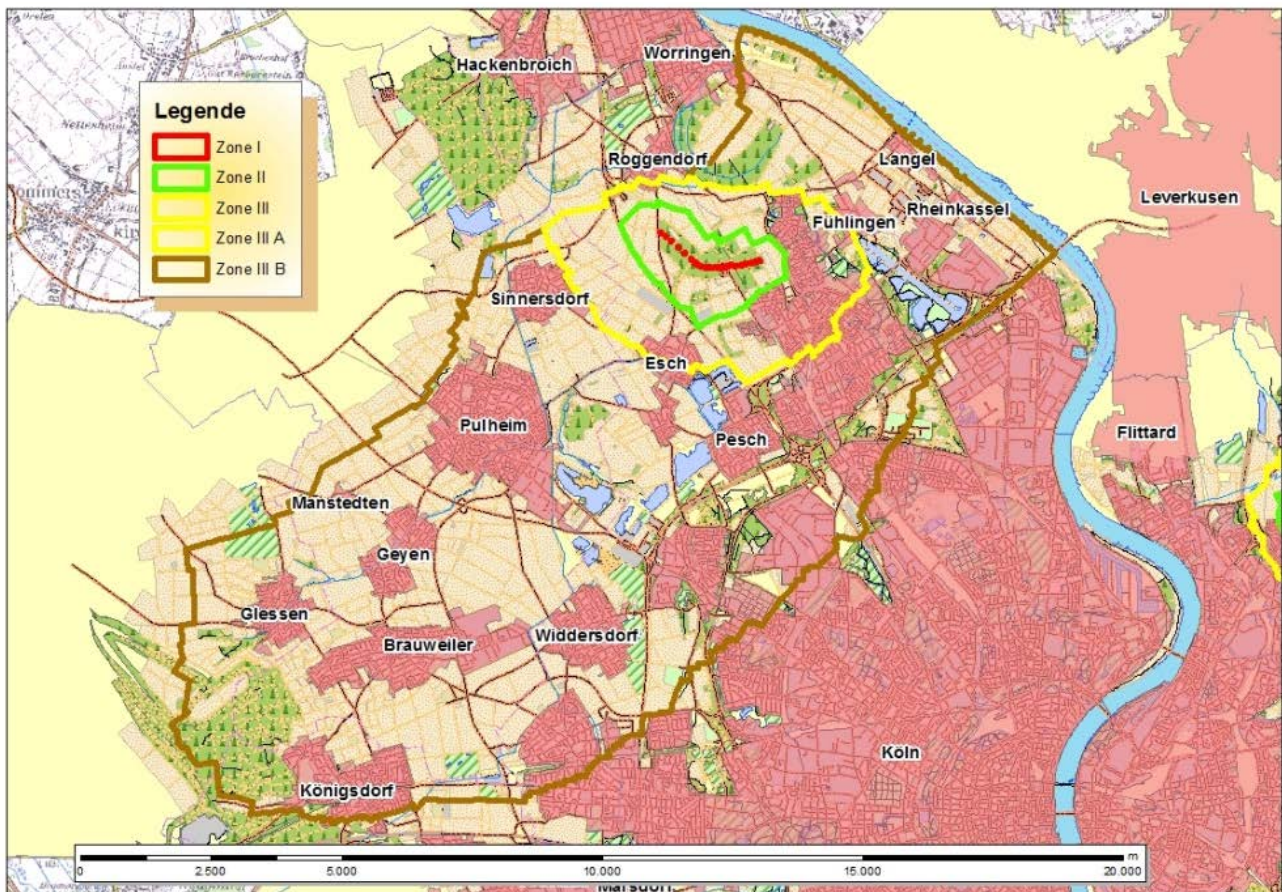 Hackenbroich
Worringen
Legende
Zone I
Zone II
Zone III
Zone III A
Zone III B
Nettesheim
Roggendorf
Langel
Rheinkassel
Leverkusen
Fühlingen
Sinnersdorf
Esch
Pulheim
Pesch
Flittard
Manstedten
Geyen
Glessen
Brauweiler
Widdersdorf
Köln
Königsdorf
m
0 2.500 5.000 10.000 15.000 20.000
Marsdorf